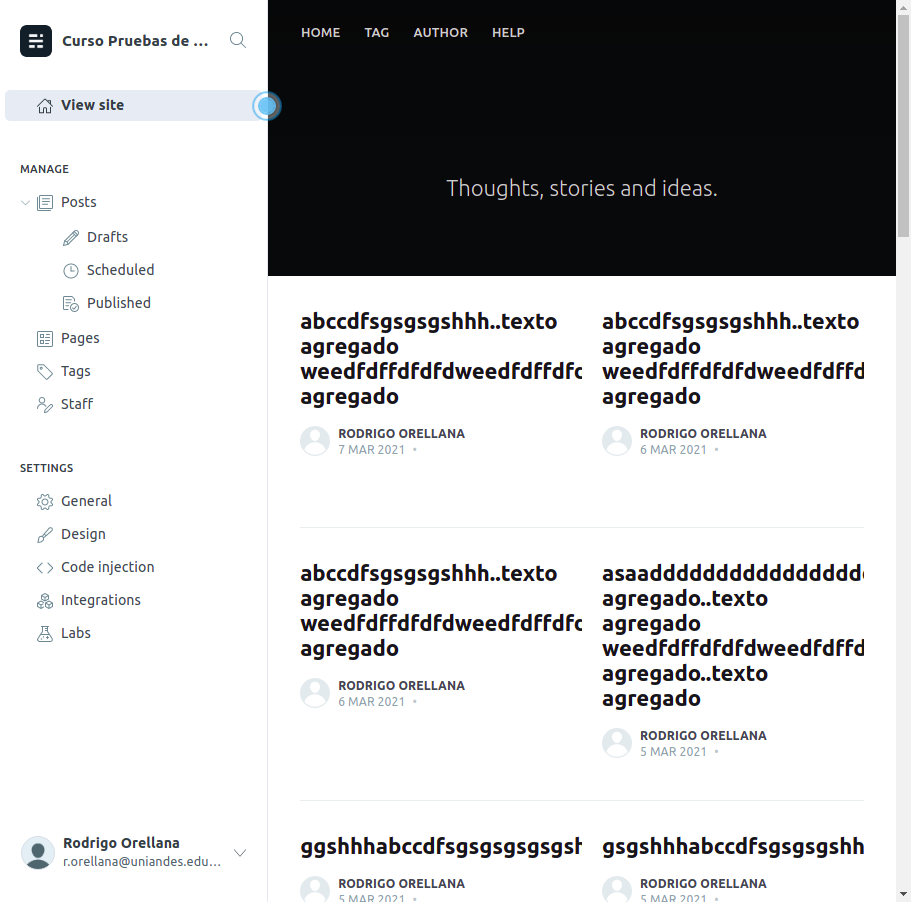 Curso Pruebas de ...
View site
MANAGE
Posts
Drafts
Scheduled
Published
Pages
Tags
Staff
SETTINGS
General
Design
Code injection
Integrations
Labs
Rodrigo Orellana
r.orellana@uniandes.edu...
HOME TAG AUTHOR HELP
Thoughts, stories and ideas.
abccdfsgsgsgshhh..texto
agregado
weedfdffdfdfdweedfdffdfd
agregado
RODRIGO ORELLANA
7 MAR 2021 •
abccdfsgsgsgshhh..texto
agregado
weedfdffdfdfdweedfdffd
agregado
RODRIGO ORELLANA
6 MAR 2021 •
abccdfsgsgsgshhh..texto
agregado
weedfdffdfdfdweedfdffdfd
agregado
RODRIGO ORELLANA
6 MAR 2021 •
agregado..texto
agregado
weedfdffdfdfdweedfdffd
agregado..texto
agregado
RODRIGO ORELLANA
5 MAR 2021 •
ggshhhabccdfsgsgsgsgsgsh
RODRIGO ORELLANA
5 MAR 2021 •
gsgshhhabccdfsgsgsgshh
RODRIGO ORELLANA
5 MAR 2021 •